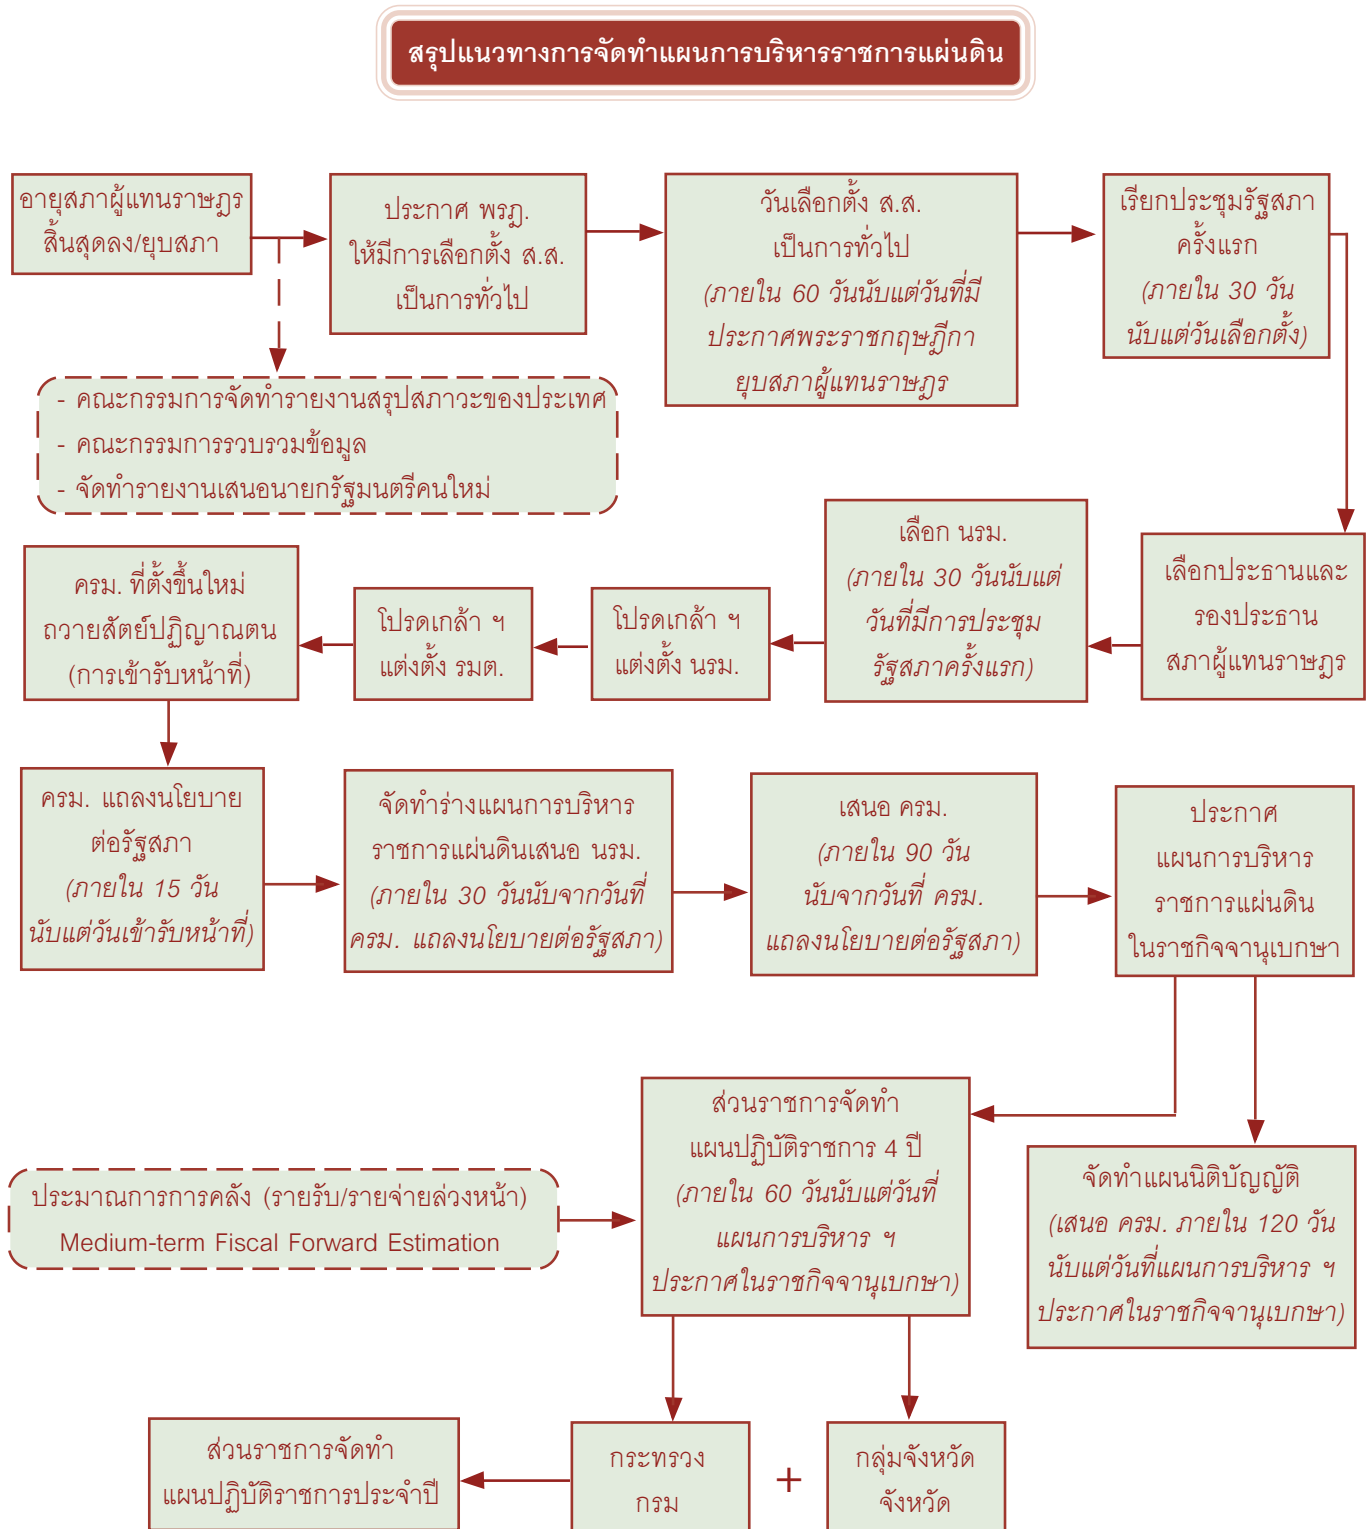 สรุปแนวทางการจัดทำแผนการบริหารราชการแผ่นดิน
อายุสภาผู้แทนราษฎร
สิ้นสุดลง/ยุบสภา
ประกาศ พรฎ.
ให้มีการเลือกตั้ง ส.ส.
เป็นการทั่วไป
วันเลือกตั้ง ส.ส.
เป็นการทั่วไป
(ภายใน 60 วันนับแต่วันที่มี
ประกาศพระราชกฤษฎีกา
ยุบสภาผู้แทนราษฎร
เรียกประชุมรัฐสภา
ครั้งแรก
(ภายใน 30 วัน
นับแต่วันเลือกตั้ง)
- คณะกรรมการจัดทำรายงานสรุปสภาวะของประเทศ
- คณะกรรมการรวบรวมข้อมูล
- จัดทำรายงานเสนอนายกรัฐมนตรีคนใหม่
เลือกประธานและ
รองประธาน
สภาผู้แทนราษฎร
เลือก นรม.
(ภายใน 30 วันนับแต่
วันที่มีการประชุม
รัฐสภาครั้งแรก)
โปรดเกล้า ฯ
แต่งตั้ง นรม.
โปรดเกล้า ฯ
แต่งตั้ง รมต.
ครม. ที่ตั้งขึ้นใหม่
ถวายสัตย์ปฏิญาณตน
(การเข้ารับหน้าที่)
ครม. แถลงนโยบาย
ต่อรัฐสภา
(ภายใน 15 วัน
นับแต่วันเข้ารับหน้าที่)
จัดทำร่างแผนการบริหาร
ราชการแผ่นดินเสนอ นรม.
(ภายใน 30 วันนับจากวันที่
ครม. แถลงนโยบายต่อรัฐสภา)
เสนอ ครม.
(ภายใน 90 วัน
นับจากวันที่ ครม.
แถลงนโยบายต่อรัฐสภา)
ประกาศ
แผนการบริหาร
ราชการแผ่นดิน
ในราชกิจจานุเบกษา
ส่วนราชการจัดทำ
แผนปฏิบัติราชการ 4 ปี
(ภายใน 60 วันนับแต่วันที่
แผนการบริหาร ฯ
ประกาศในราชกิจจานุเบกษา)
จัดทำแผนนิติบัญญัติ
(เสนอ ครม. ภายใน 120 วัน
นับแต่วันที่แผนการบริหาร ฯ
ประกาศในราชกิจจานุเบกษา)
ประมาณการการคลัง (รายรับ/รายจ่ายล่วงหน้า)
Medium-term Fiscal Forward Estimation
ส่วนราชการจัดทำ
แผนปฏิบัติราชการประจำปี
กระทรวง
กรม
+
กลุ่มจังหวัด
จังหวัด